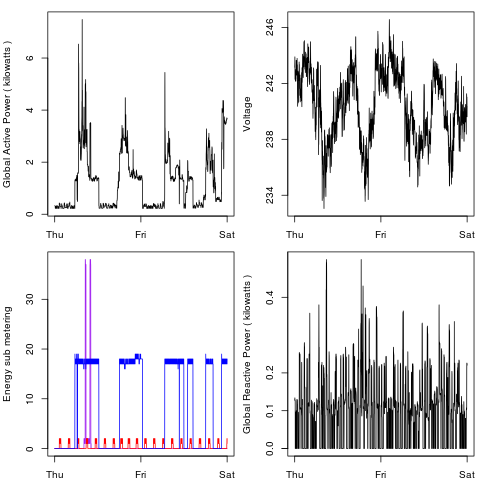 Global Active Power ( kilowatts )
6
4
2
0
Thu
Fri
Sat
Voltage
246
242
238
234
Thu
Fri
Sat
Energy sub metering
30
20
10
0
Thu
Fri
Sat
Global Reactive Power ( kilowatts )
0.4
0.2
0.1
0.0
Thu
Fri
Sat